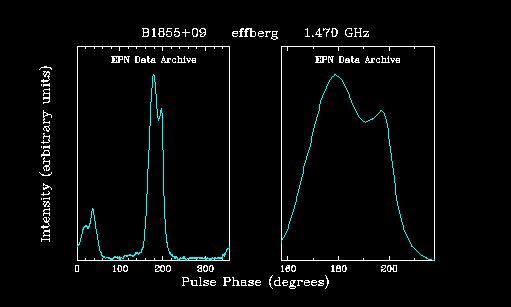 B1855+09 effberg 1.470 GHz
EPN Data Archive EPN Data Archive
Intensity (arbitrary units)
0 100 200 300 160 180 200
Pulse Phase (degrees)